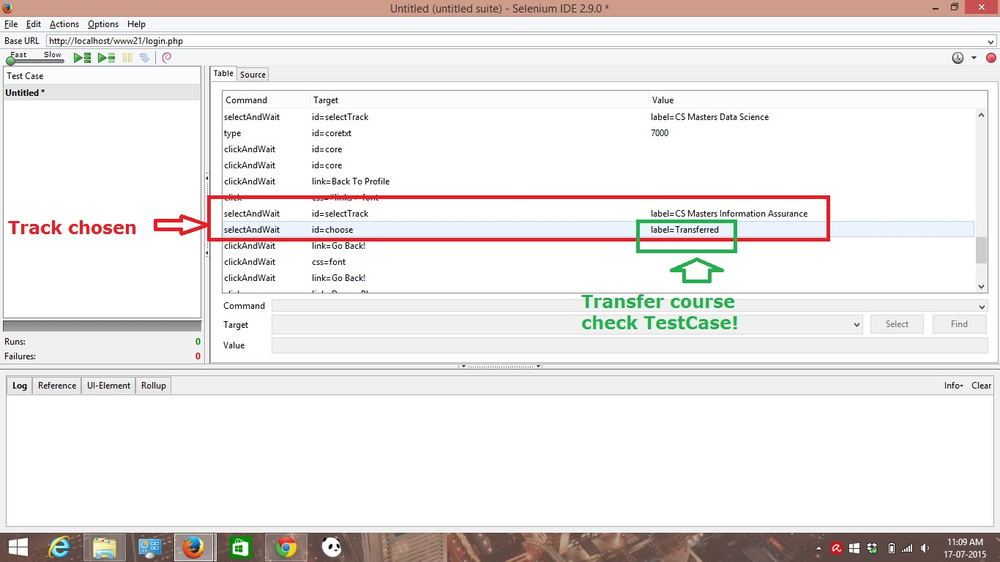 Untitled (untitled suite) - Selenium IDE 2.9.0 *
File Edit Actions Options Help
Base URL http://localhost/www21/login.php
Fast Slow
Test Case
Untitled *
Table Source
Command Target Value
selectAndWait id=selectTrack label=CS Masters Data Science
type id=coretxt 7000
clickAndWait id=core
clickAndWait id=core
clickAndWait link=Back To Profile
click css=#links > font
selectAndWait id=selectTrack label=CS Masters Information Assurance
Track chosen
selectAndWait id=choose label=Transferred
clickAndWait link=Go Back!
clickAndWait css=font
clickAndWait link=Go Back!
Transfer course
check TestCase!
Command
Target Select Find
Value
Runs: 0
Failures: 0
Log Reference UI-Element Rollup Info Clear
11:09 AM
17-07-2015